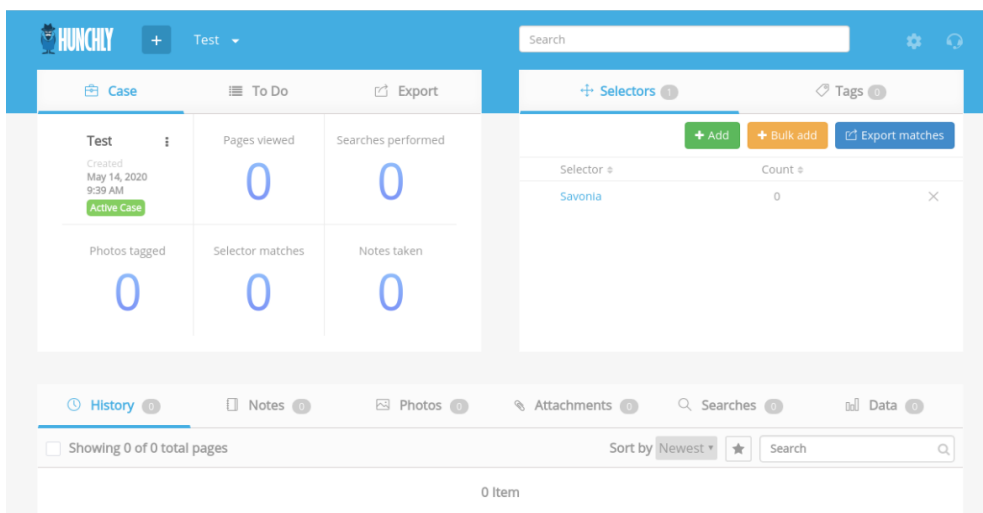 HUNCHLY + Test
Search
Case To Do Export
Test
Created
May 14, 2020
9:39 AM
Active Case
Pages viewed
0
Searches performed
0
Photos tagged
0
Selector matches
0
Notes taken
0
Selectors 1 Tags 0
+ Add + Bulk add Export matches
Selector Count
Savonia 0
History 0 Notes 0 Photos 0 Attachments 0 Searches 0 Data 0
Showing 0 of 0 total pages Sort by Newest Search
0 Item